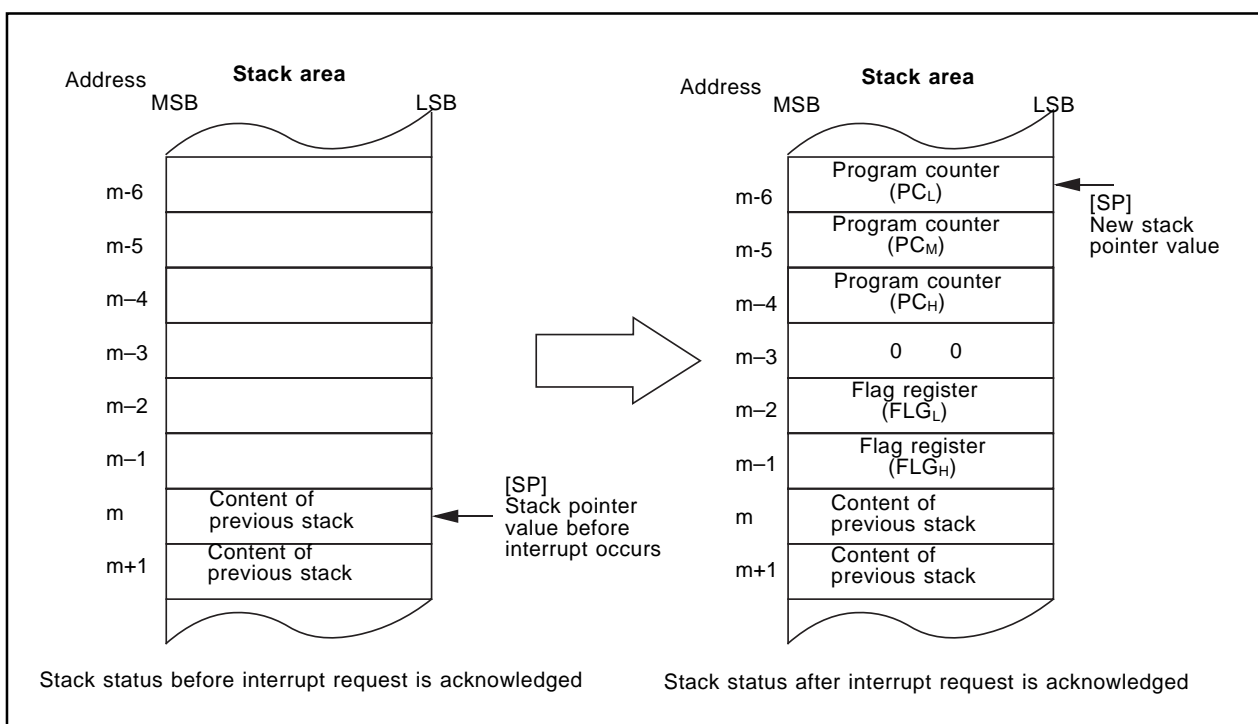 Address
Stack area
MSB
LSB
m-6
m-5
m–4
m–3
m–2
m–1
m
Content of
previous stack
m+1
Content of
previous stack
[SP]
Stack pointer
value before
interrupt occurs
Stack status before interrupt request is acknowledged
Address
Stack area
MSB
LSB
m-6
Program counter
(PCL)
[SP]
New stack
pointer value
m-5
Program counter
(PCM)
m–4
Program counter
(PCH)
m–3
0 0
m–2
Flag register
(FLGL)
m–1
Flag register
(FLGH)
m
Content of
previous stack
m+1
Content of
previous stack
Stack status after interrupt request is acknowledged